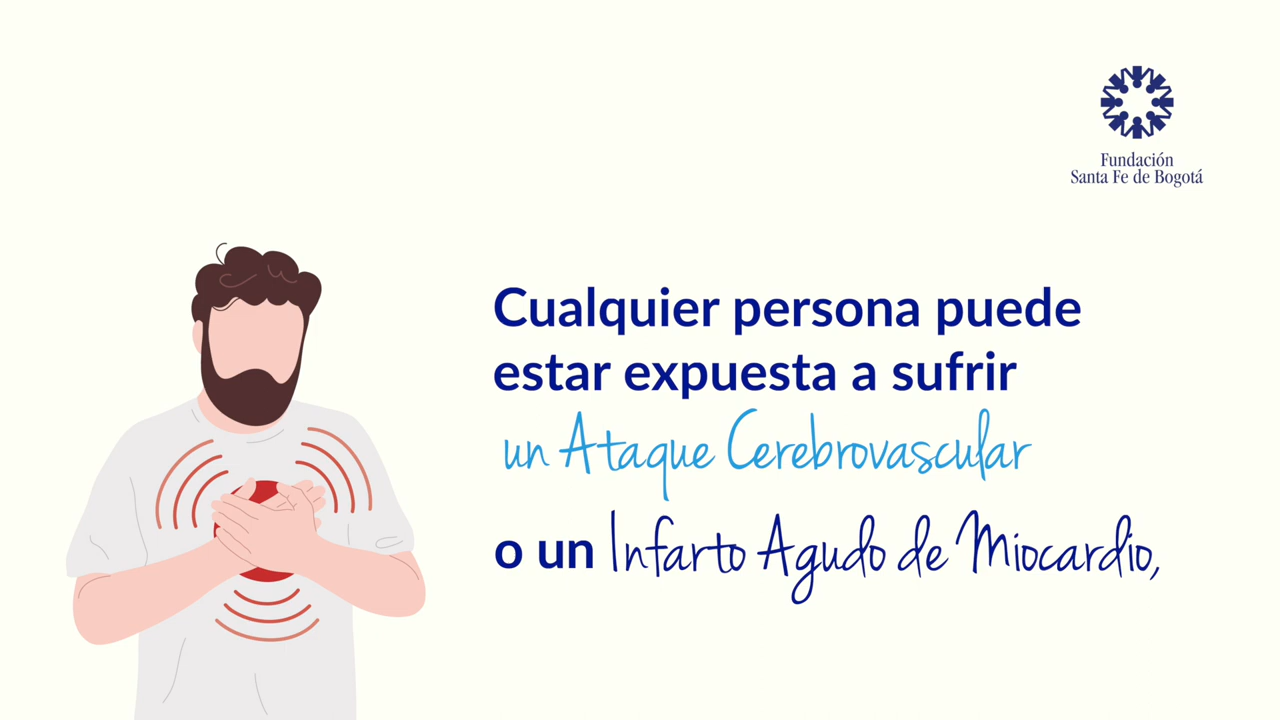 Fundación
Santa Fe de Bogotá
Cualquier persona puede
estar expuesta a sufrir
un Ataque Cerebrovascular
o un Infarto Agudo de Miocardio,